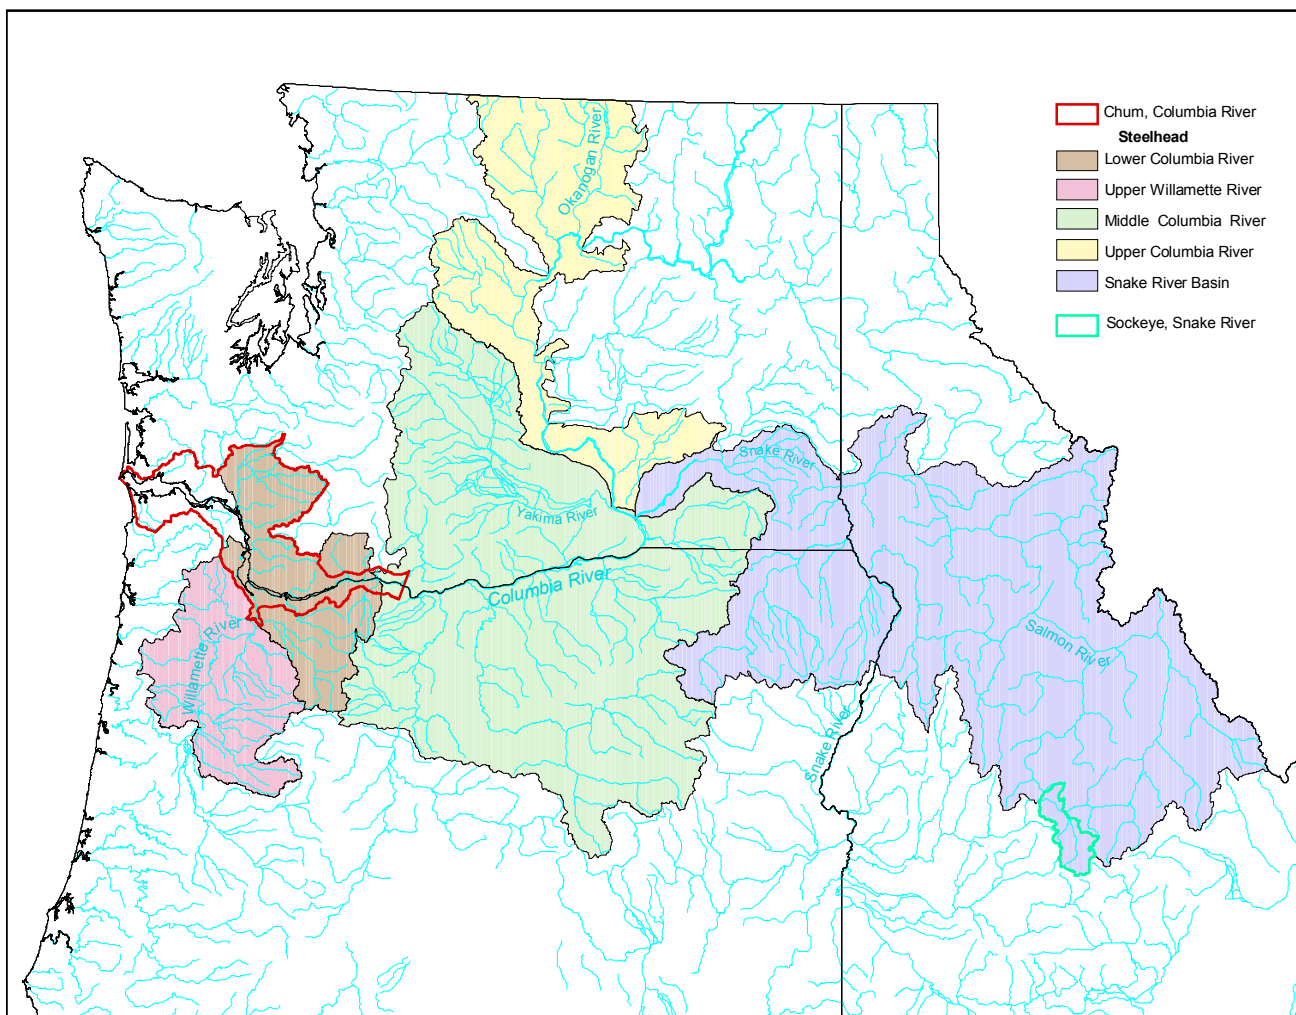 Chum, Columbia River
Steelhead
Lower Columbia River
Upper Willamette River
Middle Columbia River
Upper Columbia River
Snake River Basin
Sockeye, Snake River
Okanogan River
Snake River
Yakima River
Columbia River
Willamette River
Salmon River
Snake River